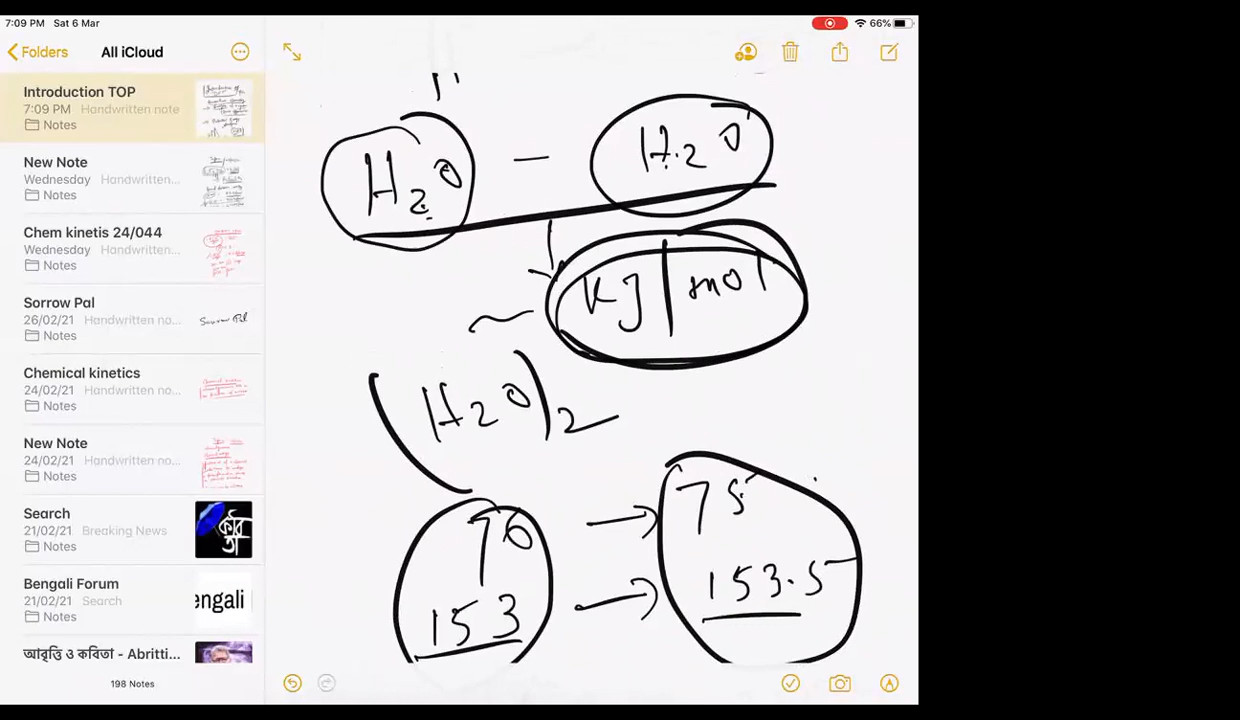 7:09 PM Sat 6 Mar
66%
Folders
All iCloud
Introduction TOP
7:09 PM Handwritten note
Notes
New Note
Wednesday Handwritten...
Notes
Chem kinetis 24/044
Wednesday Handwritten...
Notes
Sorrow Pal
26/02/21 Handwritten no...
Notes
Chemical kinetics
24/02/21 Handwritten no...
Notes
New Note
24/02/21 Handwritten no...
Notes
Search
21/02/21 Breaking News
Notes
Bengali Forum
21/02/21 Search
Notes
engali
আবৃত্তি ও কবিতা - Abritti...
198 Notes
H2O — H2O
KJ | mol
(H2O)2
76 → 75
153 → 153.5